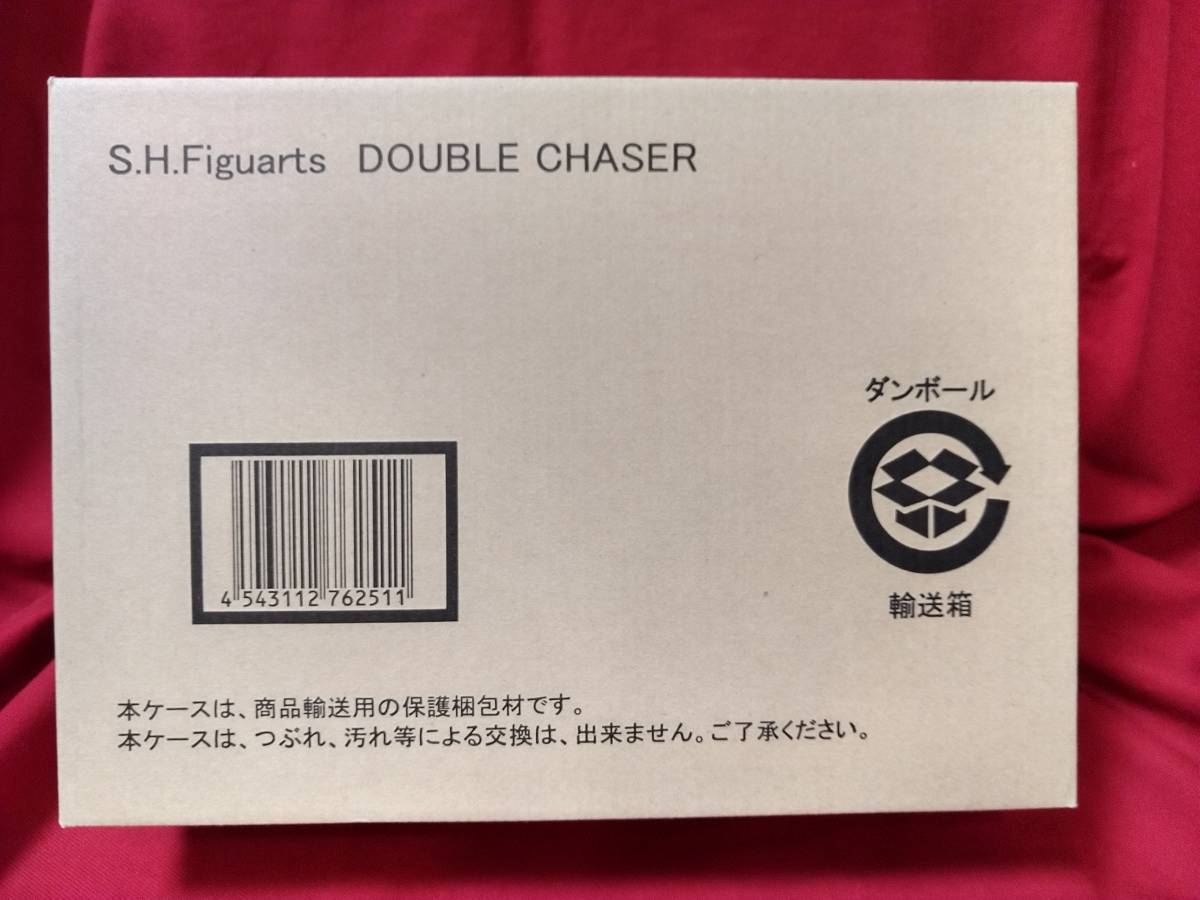 S.H.Figuarts DOUBLE CHASER
ダンボール
輸送箱
4 543112 762511
本ケースは、商品輸送用の保護梱包材です。
本ケースは、つぶれ、汚れ等による交換は、出来ません。ご了承ください。